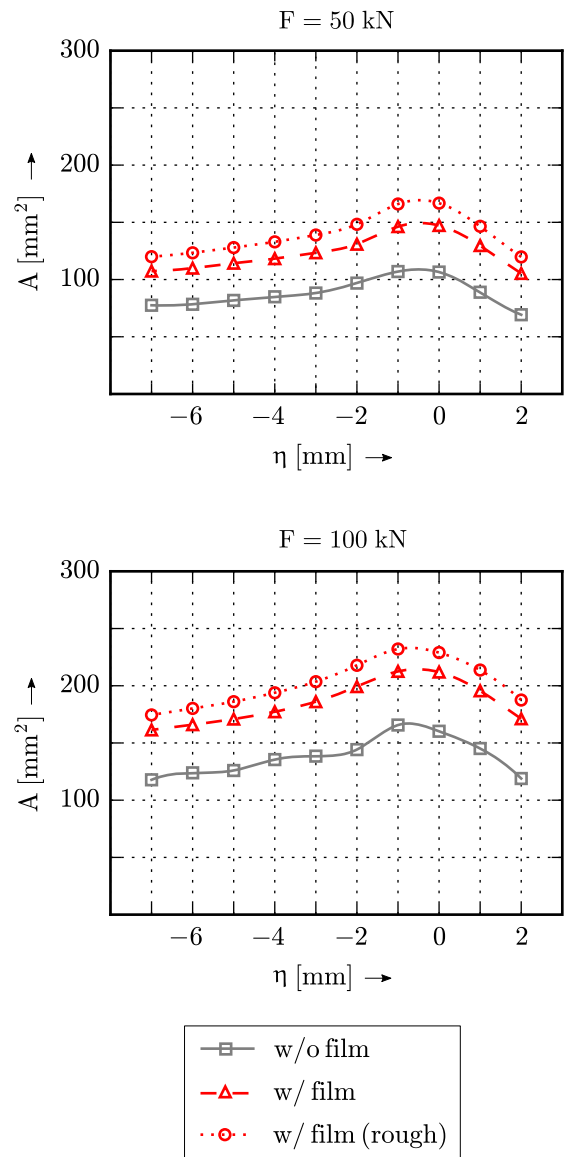 F = 50 kN
300
200
100
A [mm²]
−6 −4 −2 0 2
η [mm]
F = 100 kN
300
200
100
A [mm²]
−6 −4 −2 0 2
η [mm]
w/o film
w/ film
w/ film (rough)